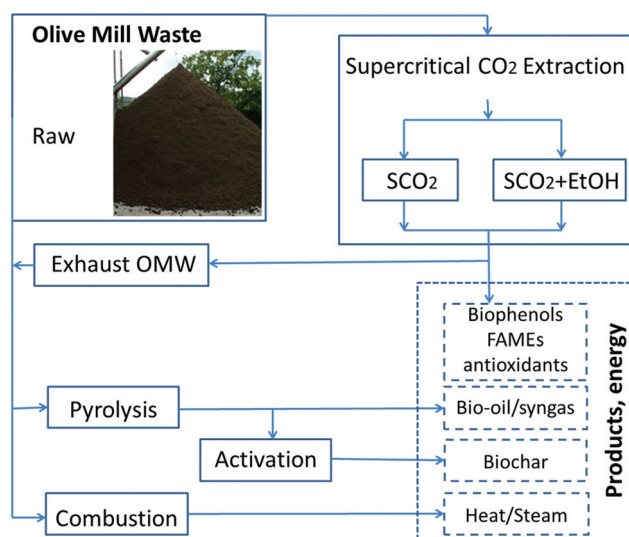 Olive Mill Waste
Raw
Supercritical CO2 Extraction
SCO2
SCO2+EtOH
Exhaust OMW
Biophenols
FAMEs
antioxidants
Pyrolysis
Bio-oil/syngas
Activation
Biochar
Combustion
Heat/Steam
Products, energy